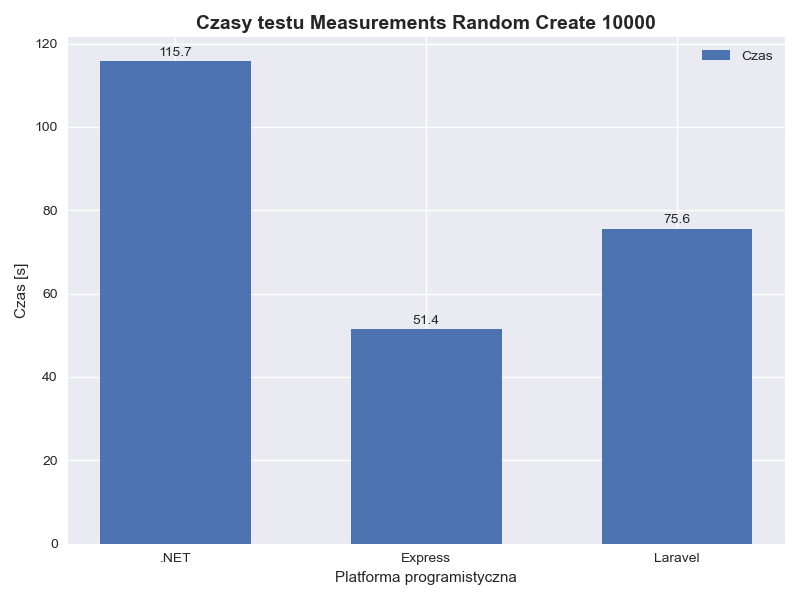 Czasy testu Measurements Random Create 10000
Czas
115.7
51.4
75.6
120
100
80
60
40
20
0
Czas [s]
.NET
Express
Laravel
Platforma programistyczna